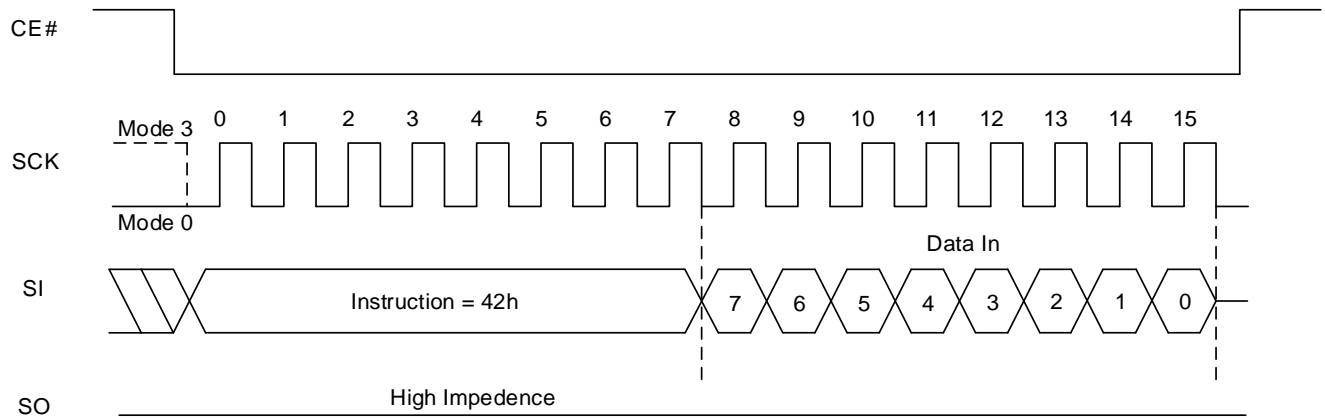 CE#
Mode 3 0 1 2 3 4 5 6 7 8 9 10 11 12 13 14 15
SCK
Mode 0
Data In
SI Instruction = 42h 7 6 5 4 3 2 1 0
High Impedence
SO